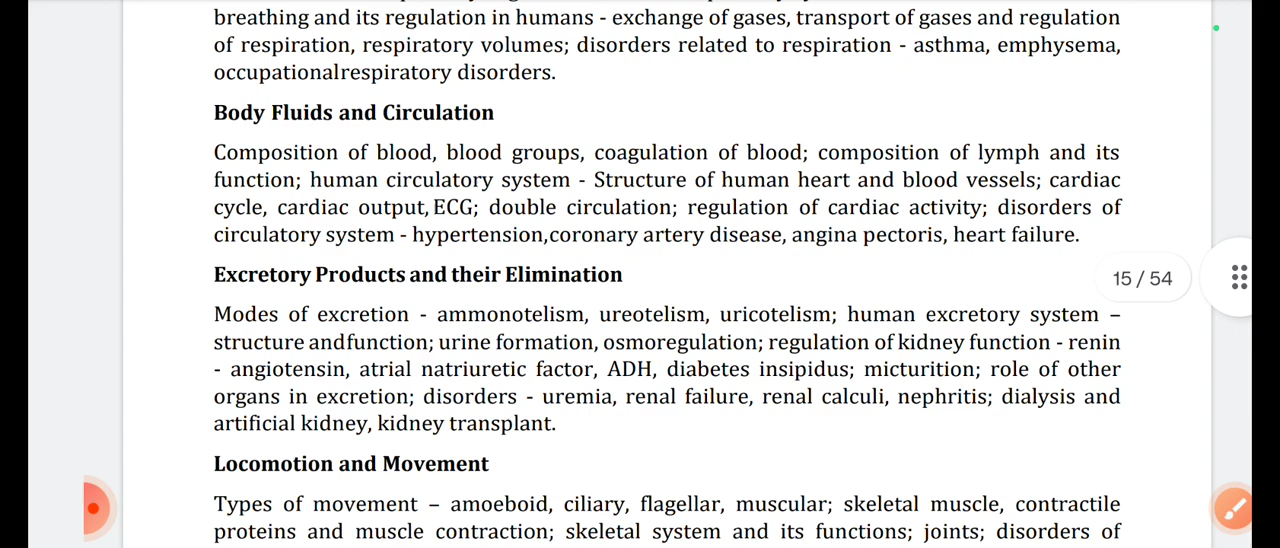 breathing and its regulation in humans - exchange of gases, transport of gases and regulation
of respiration, respiratory volumes; disorders related to respiration - asthma, emphysema,
occupationalrespiratory disorders.
Body Fluids and Circulation
Composition of blood, blood groups, coagulation of blood; composition of lymph and its
function; human circulatory system - Structure of human heart and blood vessels; cardiac
cycle, cardiac output, ECG; double circulation; regulation of cardiac activity; disorders of
circulatory system - hypertension,coronary artery disease, angina pectoris, heart failure.
Excretory Products and their Elimination
15 / 54
Modes of excretion - ammonotelism, ureotelism, uricotelism; human excretory system –
structure andfunction; urine formation, osmoregulation; regulation of kidney function - renin
- angiotensin, atrial natriuretic factor, ADH, diabetes insipidus; micturition; role of other
organs in excretion; disorders - uremia, renal failure, renal calculi, nephritis; dialysis and
artificial kidney, kidney transplant.
Locomotion and Movement
Types of movement – amoeboid, ciliary, flagellar, muscular; skeletal muscle, contractile
proteins and muscle contraction; skeletal system and its functions; joints; disorders of